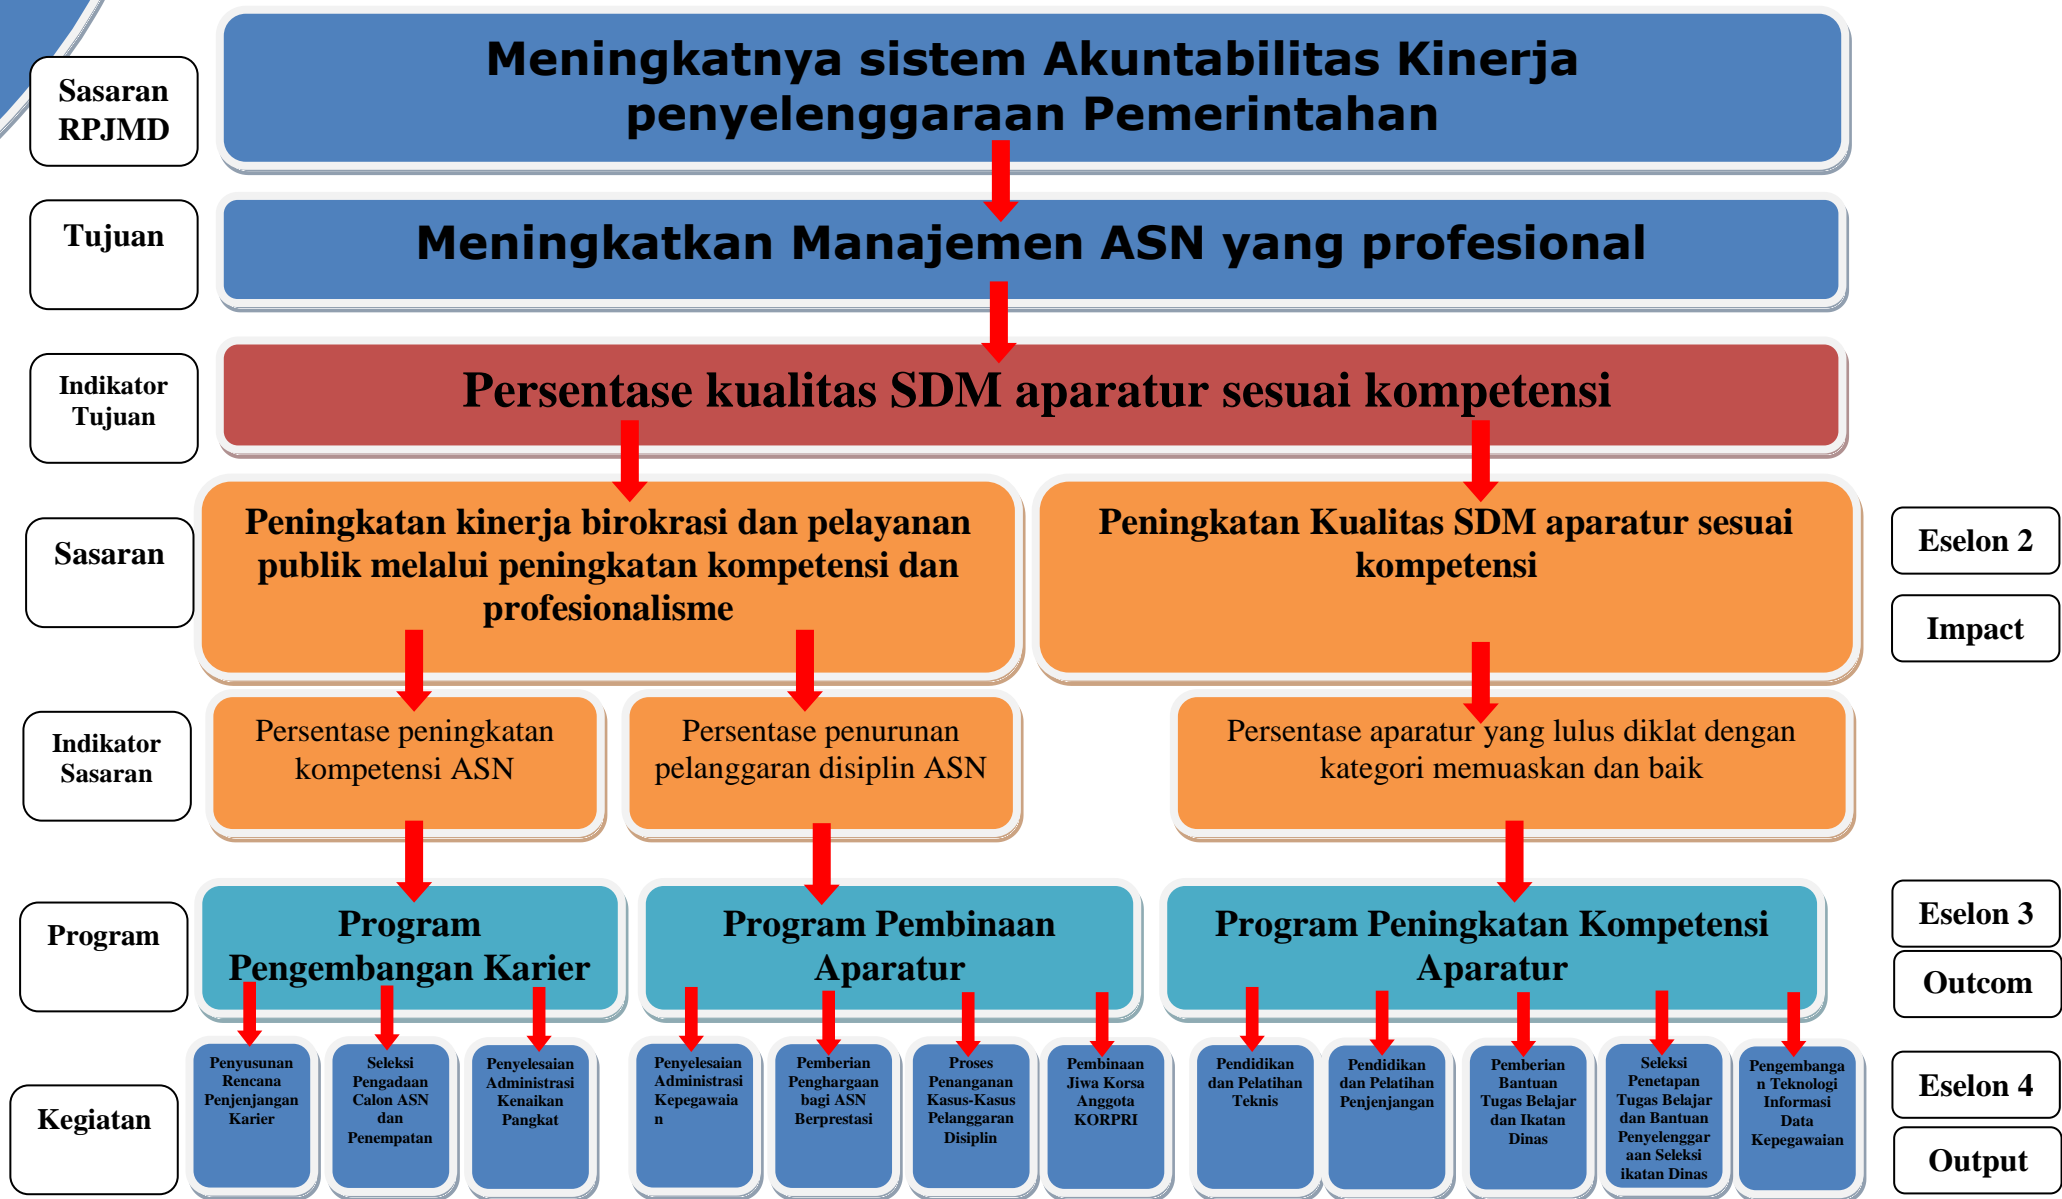 Sasaran
RPJMD
Meningkatnya sistem Akuntabilitas Kinerja
penyelenggaraan Pemerintahan
Tujuan
Meningkatkan Manajemen ASN yang profesional
Indikator
Tujuan
Persentase kualitas SDM aparatur sesuai kompetensi
Sasaran
Peningkatan kinerja birokrasi dan pelayanan
publik melalui peningkatan kompetensi dan
profesionalisme
Peningkatan Kualitas SDM aparatur sesuai
kompetensi
Eselon 2
Impact
Indikator
Sasaran
Persentase peningkatan
kompetensi ASN
Persentase penurunan
pelanggaran disiplin ASN
Persentase aparatur yang lulus diklat dengan
kategori memuaskan dan baik
Program
Program
Pengembangan Karier
Program Pembinaan
Aparatur
Program Peningkatan Kompetensi
Aparatur
Eselon 3
Outcom
Kegiatan
Penyusunan
Rencana
Penjenjangan
Karier
Seleksi
Pengadaan
Calon ASN
dan
Penempatan
Penyelesaian
Administrasi
Kenaikan
Pangkat
Penyelesaian
Administrasi
Kepegawaia
n
Pemberian
Penghargaan
bagi ASN
Berprestasi
Proses
Penanganan
Kasus-Kasus
Pelanggaran
Disiplin
Pembinaan
Jiwa Korsa
Anggota
KORPRI
Pendidikan
dan Pelatihan
Teknis
Pendidikan
dan Pelatihan
Penjenjangan
Pemberian
Bantuan
Tugas Belajar
dan Ikatan
Dinas
Seleksi
Penetapan
Tugas Belajar
dan Bantuan
Penyelenggar
aan Seleksi
ikatan Dinas
Pengembanga
n Teknologi
Informasi
Data
Kepegawaian
Eselon 4
Output